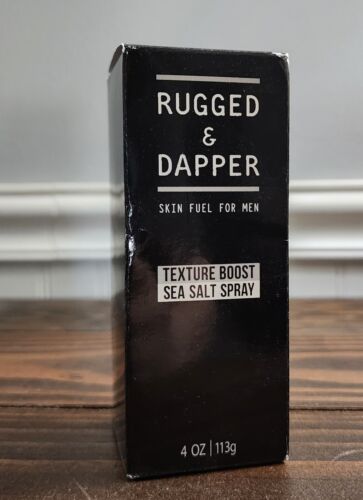 RUGGED
&
DAPPER
SKIN FUEL FOR MEN
TEXTURE BOOST
SEA SALT SPRAY
4 OZ | 113g